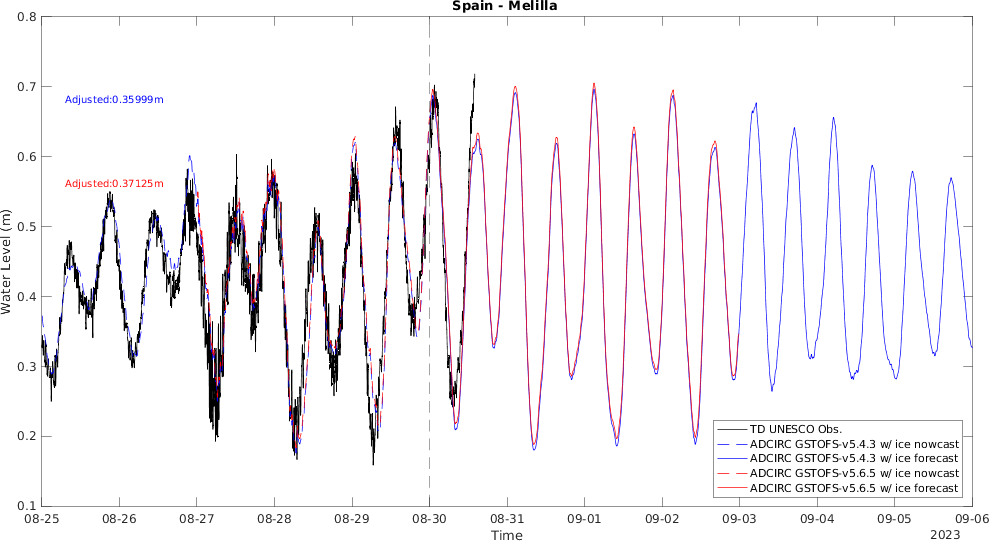 Spain - Melilla
0.8
0.7
0.6
0.5
0.4
0.3
0.2
0.1
Water Level (m)
Adjusted:0.35999m
Adjusted:0.37125m
TD UNESCO Obs.
ADCIRC GSTOFS-v5.4.3 w/ ice nowcast
ADCIRC GSTOFS-v5.4.3 w/ ice forecast
ADCIRC GSTOFS-v5.6.5 w/ ice nowcast
ADCIRC GSTOFS-v5.6.5 w/ ice forecast
08-25 08-26 08-27 08-28 08-29 08-30 08-31 09-01 09-02 09-03 09-04 09-05 09-06
Time
2023